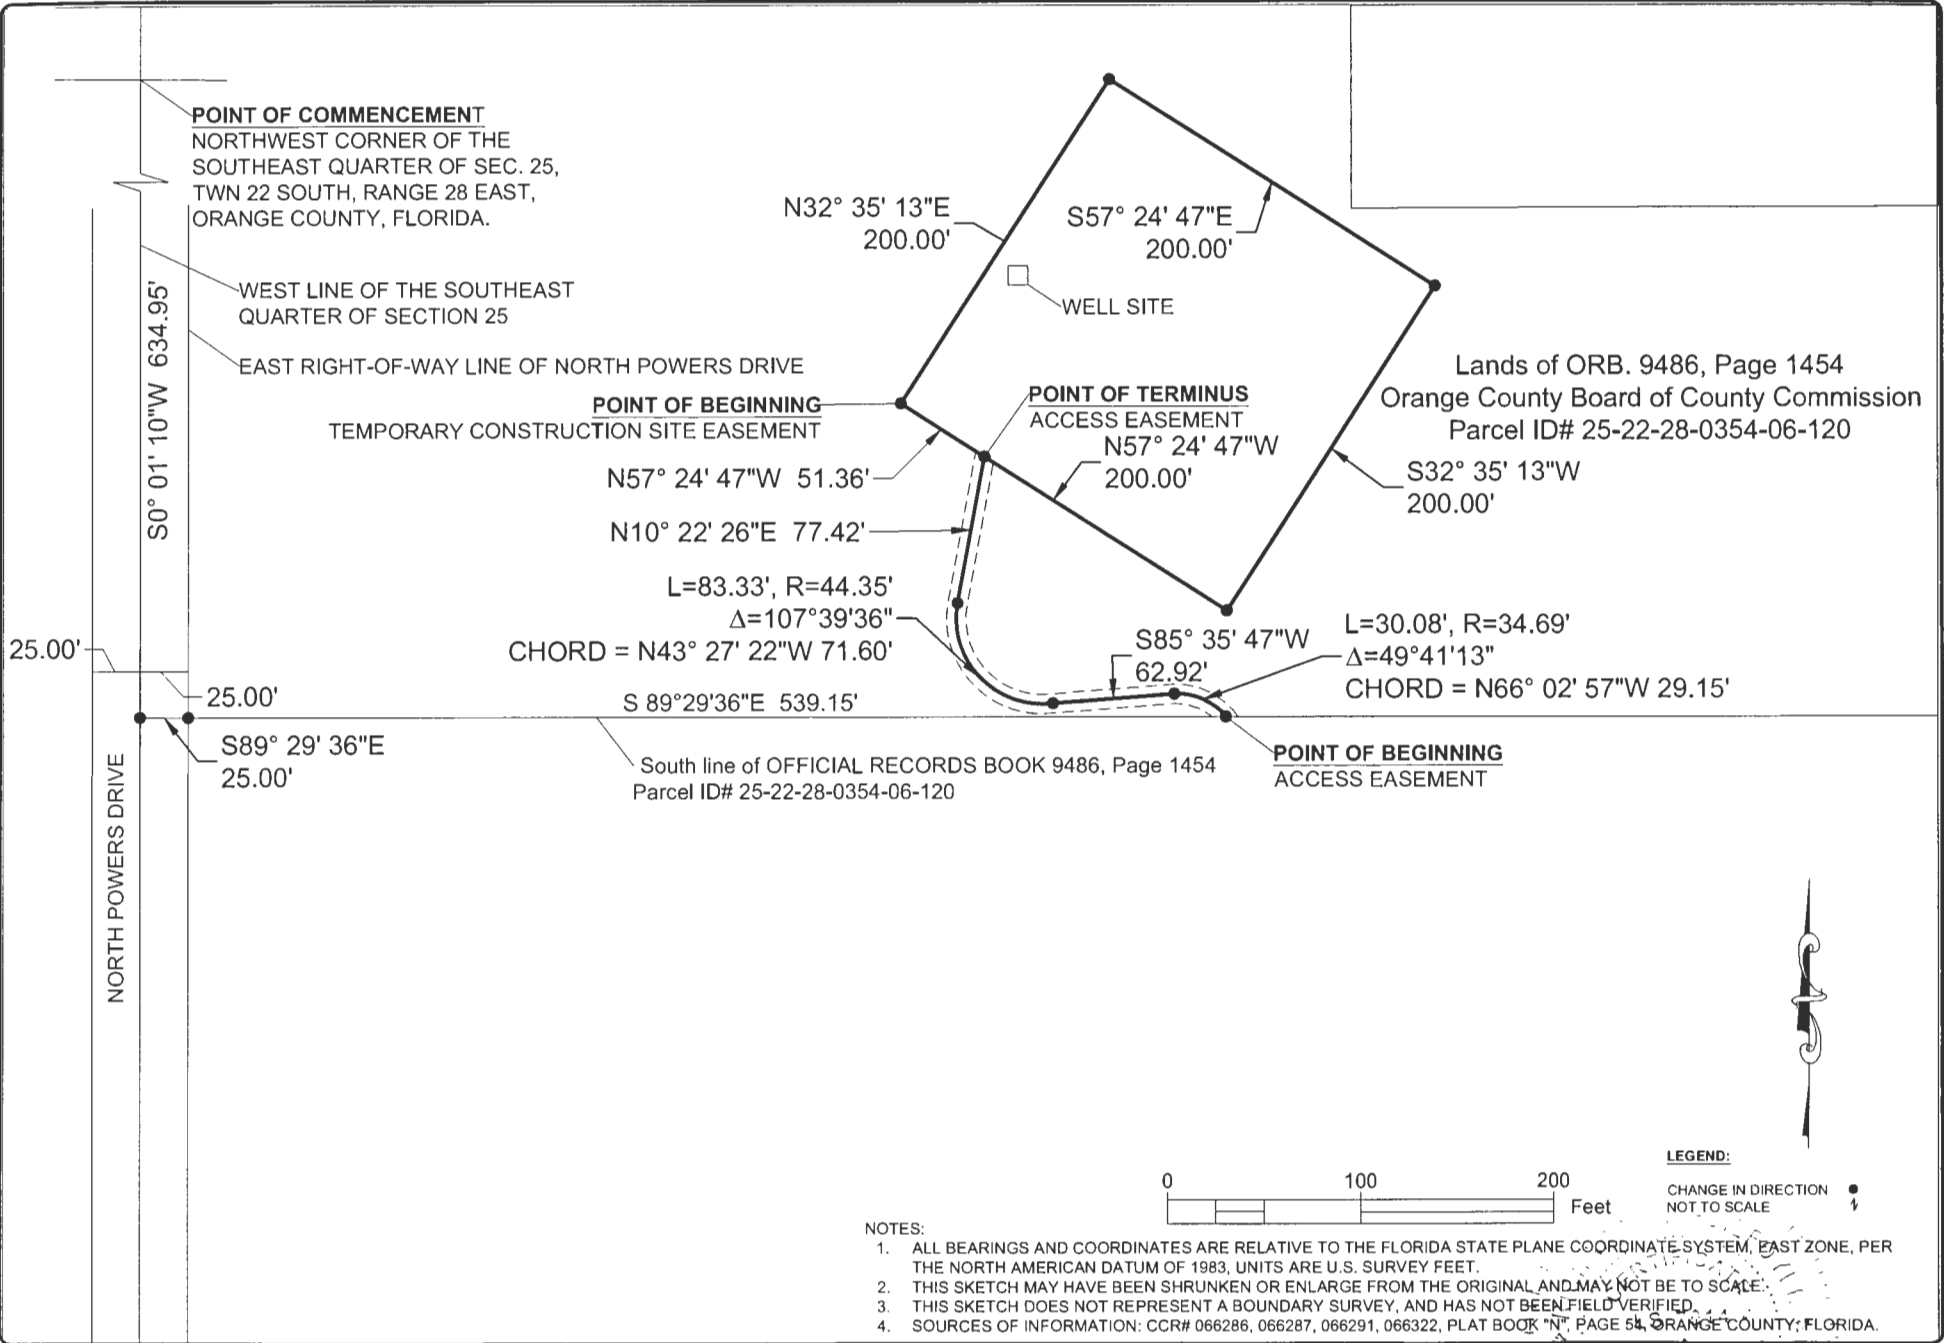 POINT OF COMMENCEMENT
NORTHWEST CORNER OF THE
SOUTHEAST QUARTER OF SEC. 25,
TWN 22 SOUTH, RANGE 28 EAST,
ORANGE COUNTY, FLORIDA.
WEST LINE OF THE SOUTHEAST
QUARTER OF SECTION 25
S0° 01' 10"W 634.95'
EAST RIGHT-OF-WAY LINE OF NORTH POWERS DRIVE
N32° 35' 13"E
200.00'
S57° 24' 47"E
200.00'
WELL SITE
Lands of ORB. 9486, Page 1454
Orange County Board of County Commission
Parcel ID# 25-22-28-0354-06-120
POINT OF BEGINNING
TEMPORARY CONSTRUCTION SITE EASEMENT
POINT OF TERMINUS
ACCESS EASEMENT
N57° 24' 47"W
200.00'
S32° 35' 13"W
200.00'
N57° 24' 47"W 51.36'
N10° 22' 26"E 77.42'
L=83.33', R=44.35'
Δ=107°39'36"
CHORD = N43° 27' 22"W 71.60'
S85° 35' 47"W
62.92'
L=30.08', R=34.69'
Δ=49°41'13"
CHORD = N66° 02' 57"W 29.15'
25.00'
25.00'
S 89°29'36"E 539.15'
S89° 29' 36"E
25.00'
South line of OFFICIAL RECORDS BOOK 9486, Page 1454
Parcel ID# 25-22-28-0354-06-120
POINT OF BEGINNING
ACCESS EASEMENT
NORTH POWERS DRIVE
0 100 200
Feet
LEGEND:
CHANGE IN DIRECTION
NOT TO SCALE
NOTES:
1. ALL BEARINGS AND COORDINATES ARE RELATIVE TO THE FLORIDA STATE PLANE COORDINATE SYSTEM, EAST ZONE, PER
THE NORTH AMERICAN DATUM OF 1983, UNITS ARE U.S. SURVEY FEET.
2. THIS SKETCH MAY HAVE BEEN SHRUNKEN OR ENLARGE FROM THE ORIGINAL AND MAY NOT BE TO SCALE.
3. THIS SKETCH DOES NOT REPRESENT A BOUNDARY SURVEY, AND HAS NOT BEEN FIELD VERIFIED.
4. SOURCES OF INFORMATION: CCR# 066286, 066287, 066291, 066322, PLAT BOOK "N", PAGE 54, ORANGE COUNTY, FLORIDA.